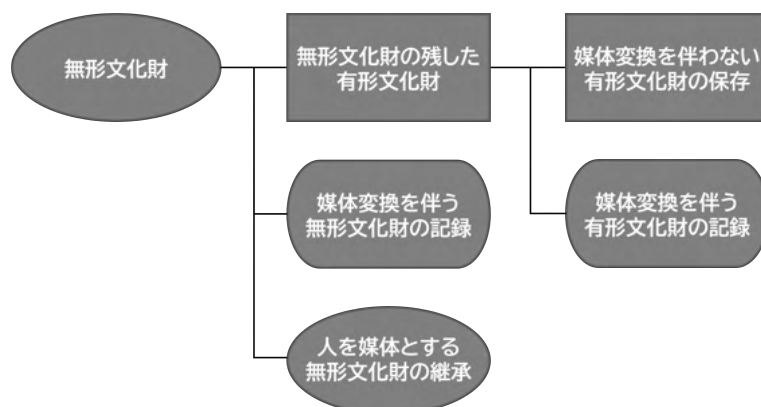 無形文化財
無形文化財の残した
有形文化財
媒体変換を伴わない
有形文化財の保存
媒体変換を伴う
無形文化財の記録
媒体変換を伴う
有形文化財の記録
人を媒体とする
無形文化財の継承